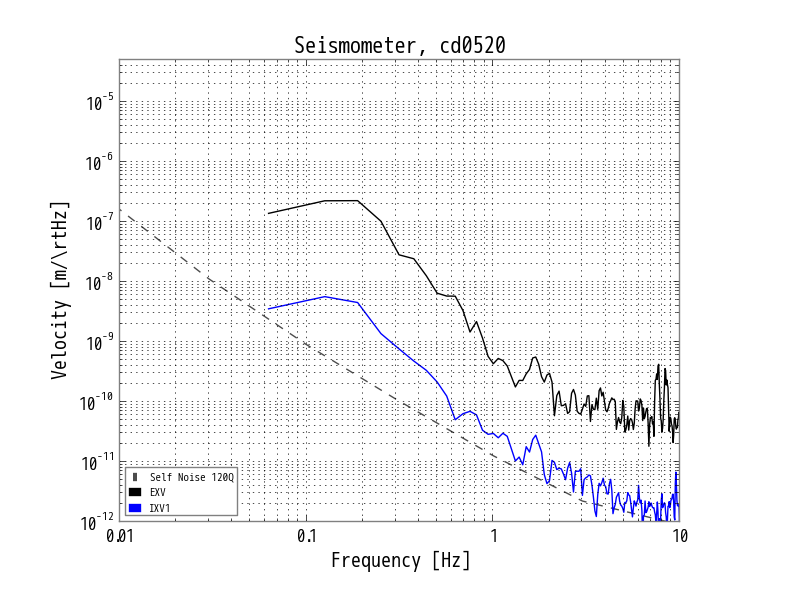 Seismometer, cd0520
Velocity [m/\rtHz]
10-5
10-6
10-7
10-8
10-9
10-10
10-11
10-12
Self Noise 120Q
EXV
IXV1
0.01
0.1
1
10
Frequency [Hz]